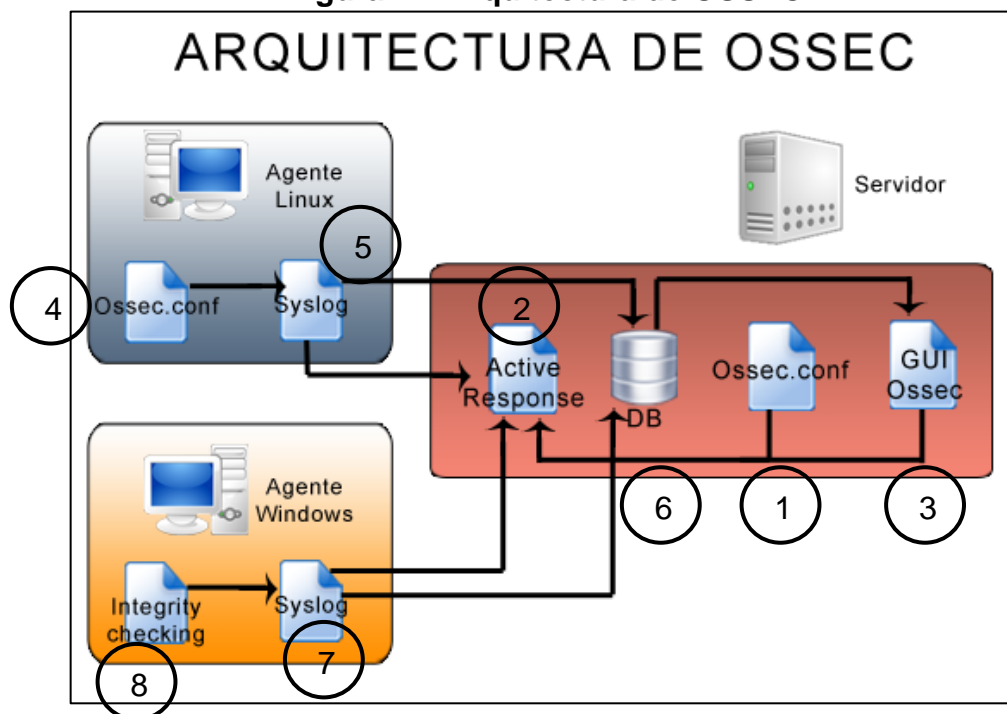 ARQUITECTURA DE OSSEC
Agente
Linux
Servidor
5
4
Ossec.conf
Syslog
2
Active
Response
DB
Ossec.conf
GUI
Ossec
6
1
3
Agente
Windows
Integrity
checking
Syslog
7
8